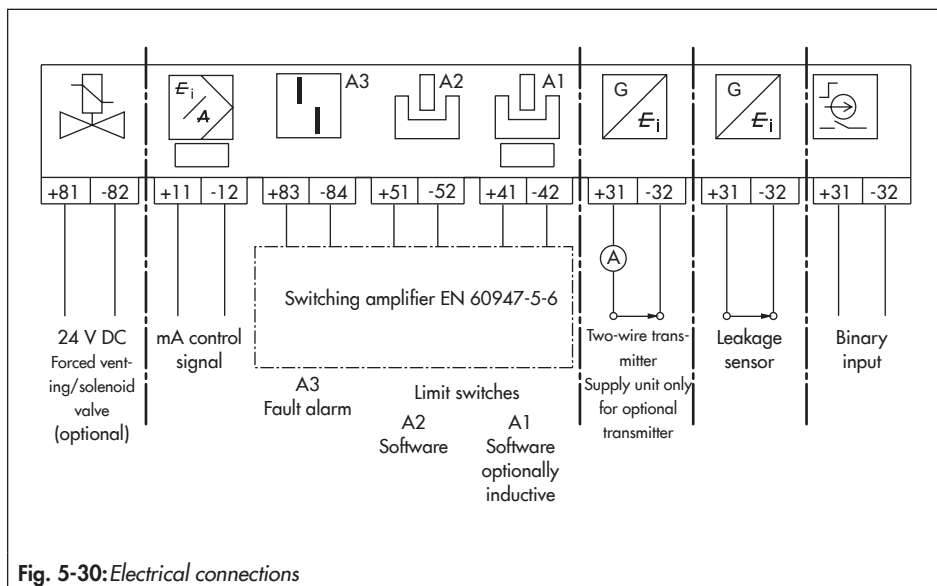 A3 A2 A1
E i / A
G
E i
G
E i
+81 -82 +11 -12 +83 -84 +51 -52 +41 -42 +31 -32 +31 -32 +31 -32
A
Switching amplifier EN 60947-5-6
24 V DC
Forced vent-
ing/solenoid
valve
(optional)
mA control
signal
A3
Fault alarm
Limit switches
A2
Software
A1
Software
optionally
inductive
Two-wire trans-
mitter
Supply unit only
for optional
transmitter
Leakage
sensor
Binary
input
Fig. 5-30: Electrical connections